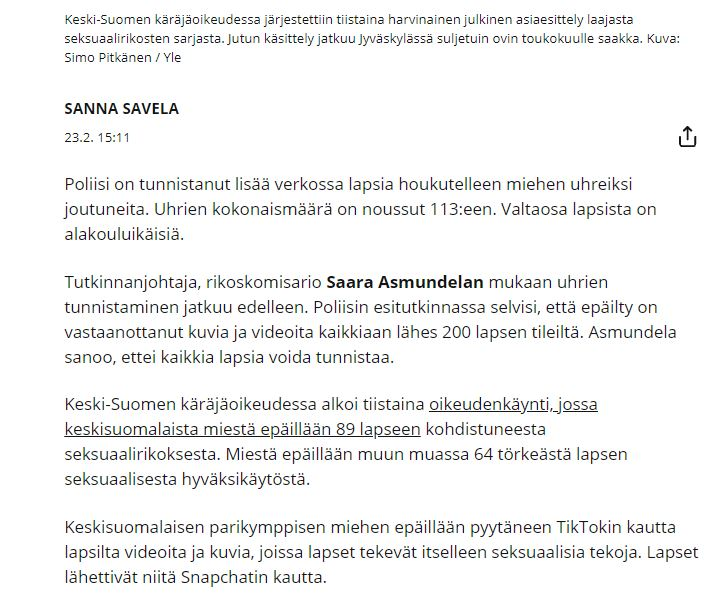 Keski-Suomen käräjäoikeudessa järjestettiin tiistaina harvinainen julkinen asiaesittely laajasta
seksuaalirikosten sarjasta. Jutun käsittely jatkuu Jyväskylässä suljetuin ovin toukokuulle saakka. Kuva:
Simo Pitkänen / Yle
SANNA SAVELA
23.2. 15:11
Poliisi on tunnistanut lisää verkossa lapsia houkutelleen miehen uhreiksi
joutuneita. Uhrien kokonaismäärä on noussut 113:een. Valtaosa lapsista on
alakouluikäisiä.
Tutkinnanjohtaja, rikoskomisario Saara Asmundelan mukaan uhrien
tunnistaminen jatkuu edelleen. Poliisin esitutkinnassa selvisi, että epäilty on
vastaanottanut kuvia ja videoita kaikkiaan lähes 200 lapsen tileiltä. Asmundela
sanoo, ettei kaikkia lapsia voida tunnistaa.
Keski-Suomen käräjäoikeudessa alkoi tiistaina oikeudenkäynti, jossa
keskisuomalaista miestä epäillään 89 lapseen kohdistuneesta
seksuaalirikoksesta. Miestä epäillään muun muassa 64 törkeästä lapsen
seksuaalisesta hyväksikäytöstä.
Keskisuomalaisen parikymppisen miehen epäillään pyytäneen TikTokin kautta
lapsilta videoita ja kuvia, joissa lapset tekevät itselleen seksuaalisia tekoja. Lapset
lähettivät niitä Snapchatin kautta.